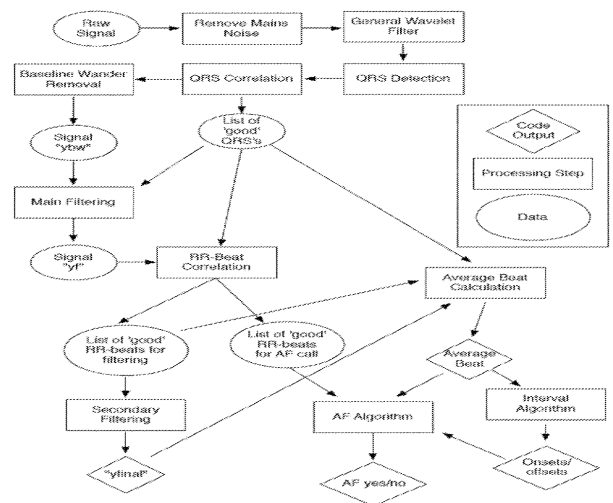 Raw
Signal
Remove Mains
Noise
General Wavelet
Filter
Baseline Wander
Removal
QRS Correlation
QRS Detection
Signal
"ybw"
List of
'good'
QRS's
Code
Output
Processing Step
Data
Main Filtering
Signal
"yf"
RR-Beat
Correlation
Average Beat
Calculation
List of 'good'
RR-beats for
filtering
List of 'good'
RR-beats
for AF call
Average
Beat
Secondary
Filtering
AF Algorithm
Interval
Algorithm
"yfinal"
AF yes/no
Onsets/
offsets